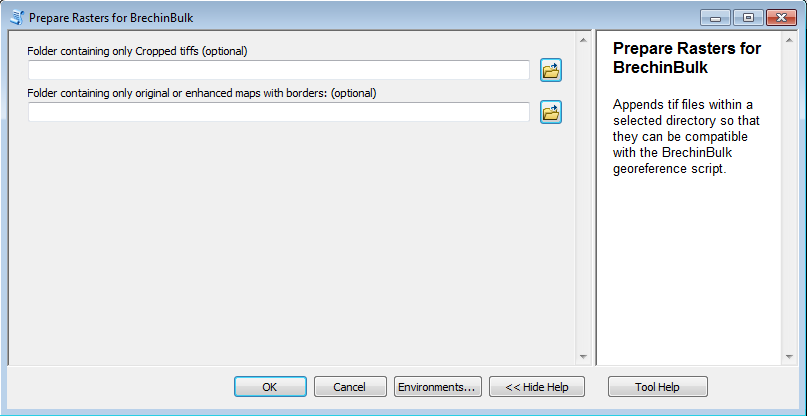 Prepare Rasters for BrechinBulk
Folder containing only Cropped tiffs (optional)
Folder containing only original or enhanced maps with borders: (optional)
Prepare Rasters for
BrechinBulk
Appends tif files within a
selected directory so that
they can be compatible
with the BrechinBulk
georeference script.
OK
Cancel
Environments...
<< Hide Help
Tool Help